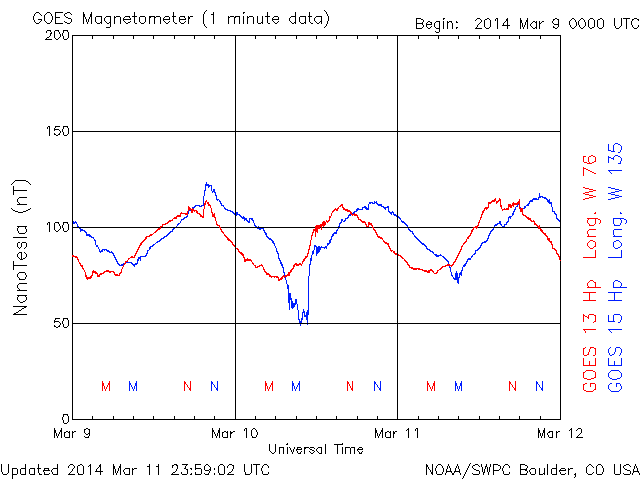 GOES Magnetometer (1 minute data)
Begin: 2014 Mar 9 0000 UTC
200
150
100
50
0
NanoTesla (nT)
M M N N M M N N M M N N
Mar 9 Mar 10 Mar 11 Mar 12
Universal Time
GOES 13 Hp Long. W 76
GOES 15 Hp Long. W 135
Updated 2014 Mar 11 23:59:02 UTC
NOAA/SWPC Boulder, CO USA